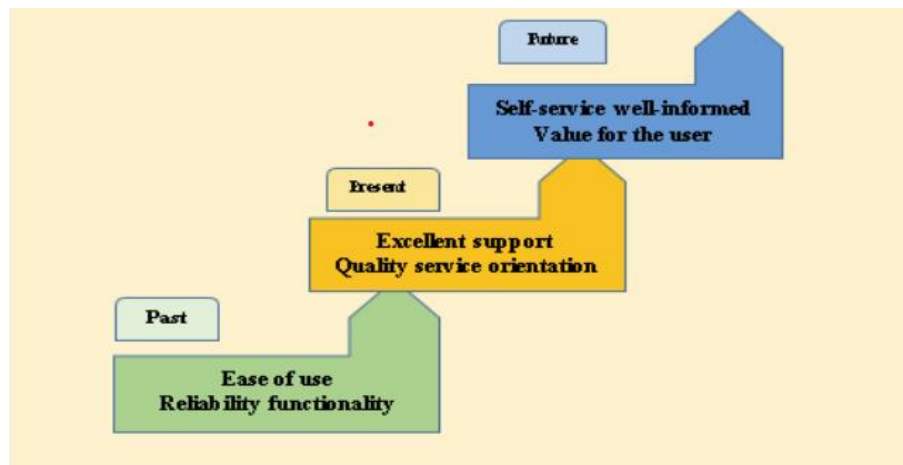 Future
Self-service well-informed
Value for the user
Present
Excellent support
Quality service orientation
Past
Ease of use
Reliability functionality